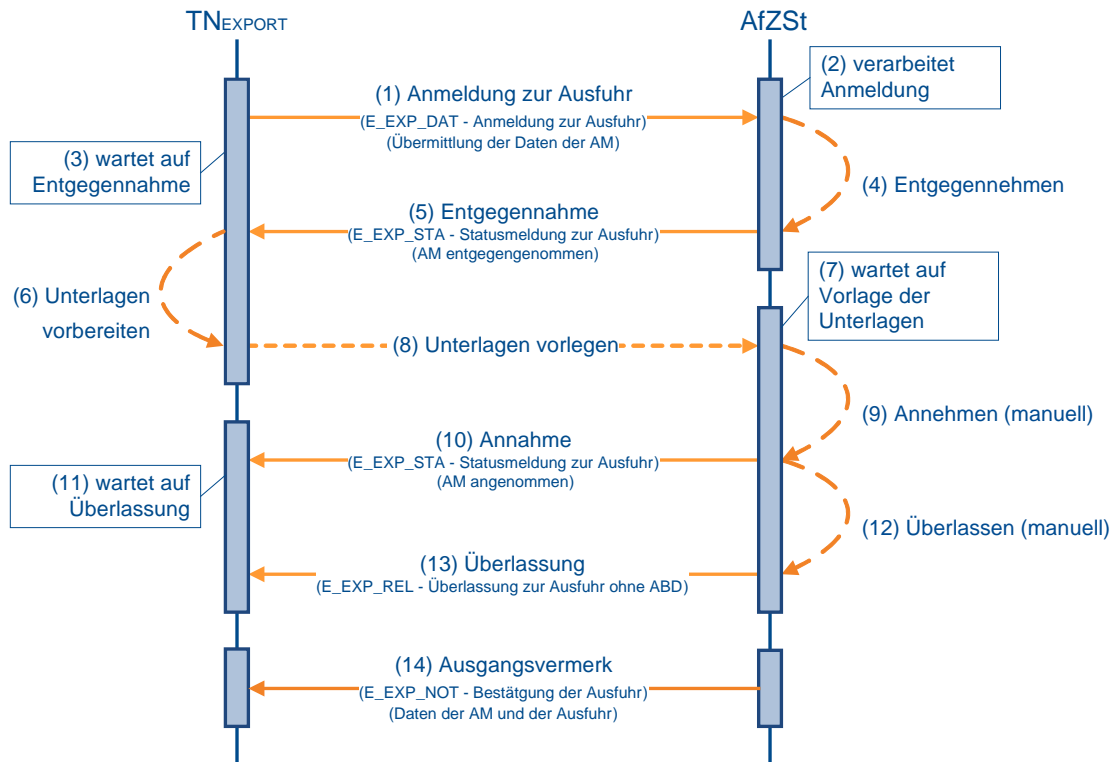 TNEXPORT
AfZSt
(1) Anmeldung zur Ausfuhr
(E_EXP_DAT - Anmeldung zur Ausfuhr)
(Übermittlung der Daten der AM)
(2) verarbeitet
Anmeldung
(3) wartet auf
Entgegennahme
(4) Entgegennehmen
(5) Entgegennahme
(E_EXP_STA - Statusmeldung zur Ausfuhr)
(AM entgegengenommen)
(6) Unterlagen
vorbereiten
(7) wartet auf
Vorlage der
Unterlagen
(8) Unterlagen vorlegen
(9) Annehmen (manuell)
(10) Annahme
(E_EXP_STA - Statusmeldung zur Ausfuhr)
(AM angenommen)
(11) wartet auf
Überlassung
(12) Überlassen (manuell)
(13) Überlassung
(E_EXP_REL - Überlassung zur Ausfuhr ohne ABD)
(14) Ausgangsvermerk
(E_EXP_NOT - Bestätgung der Ausfuhr)
(Daten der AM und der Ausfuhr)